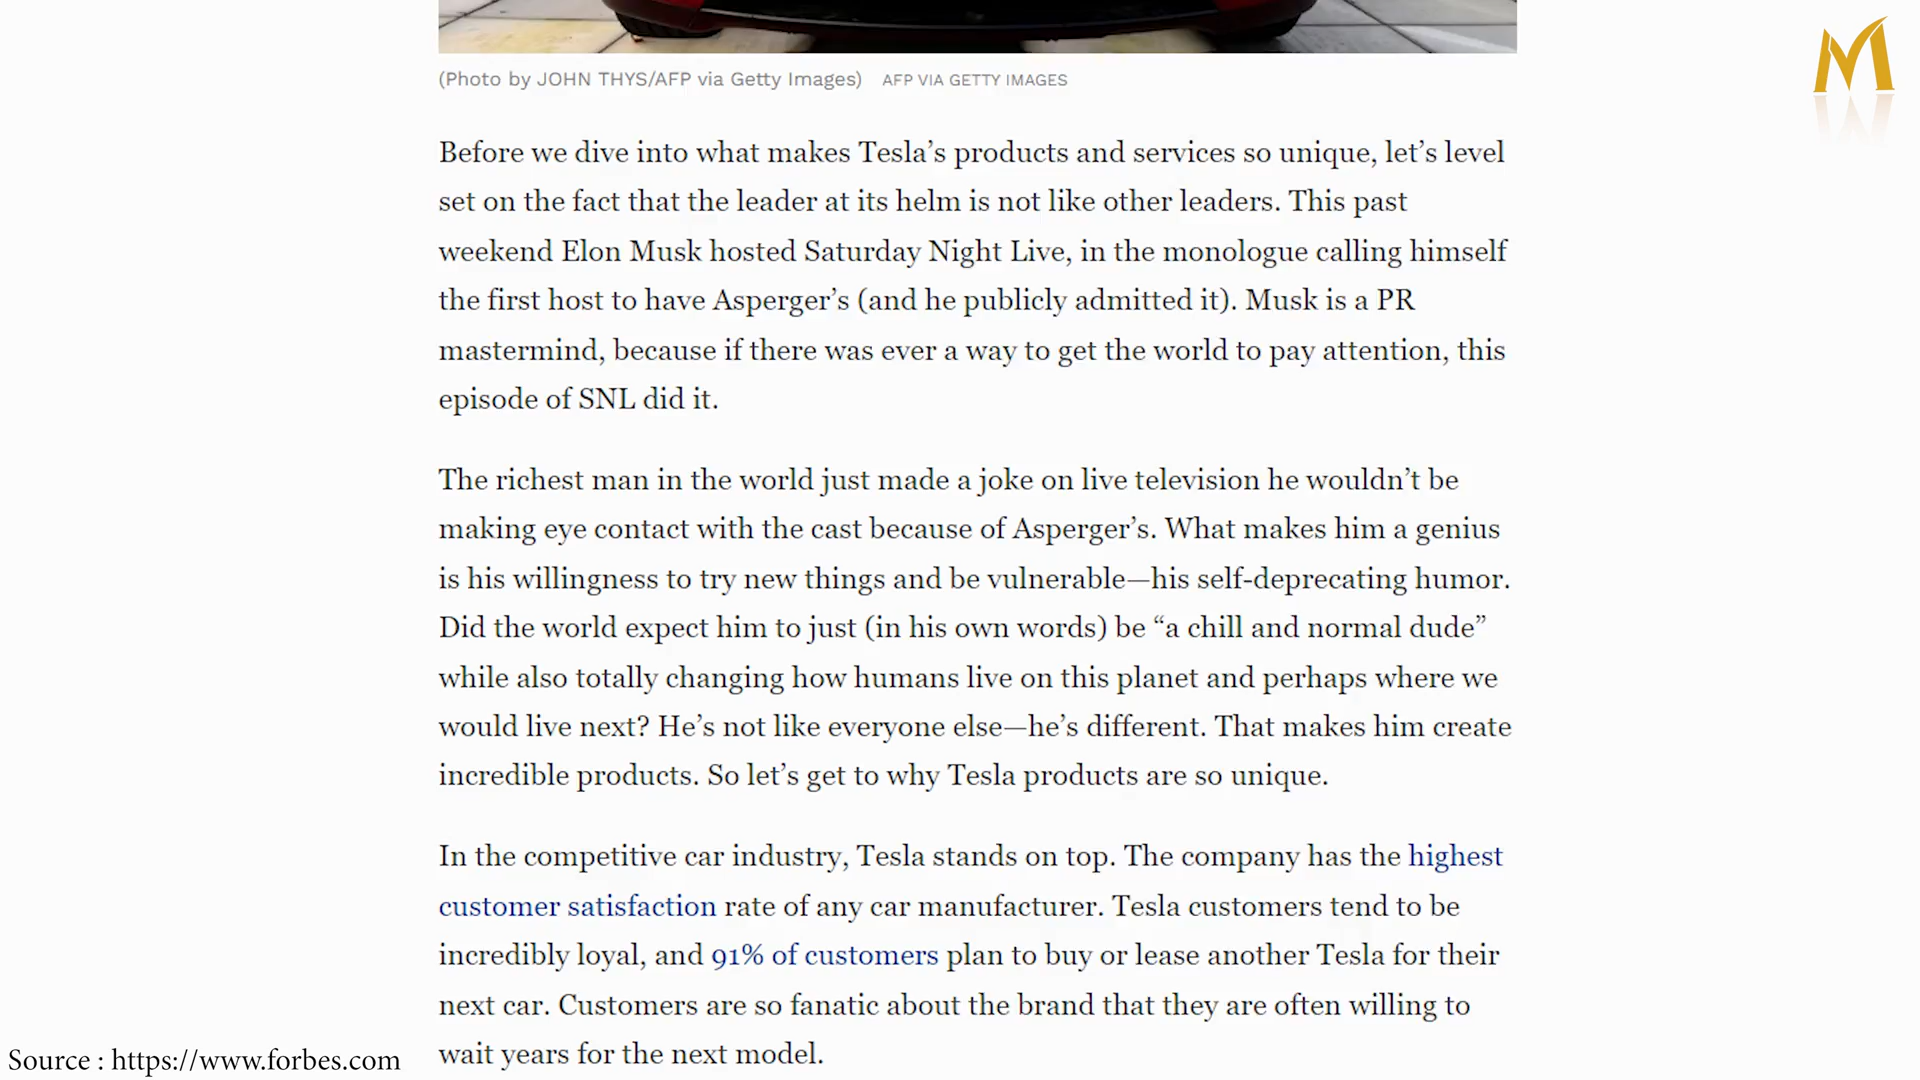 (Photo by JOHN THYS/AFP via Getty Images) AFP VIA GETTY IMAGES
M
Before we dive into what makes Tesla’s products and services so unique, let’s level
set on the fact that the leader at its helm is not like other leaders. This past
weekend Elon Musk hosted Saturday Night Live, in the monologue calling himself
the first host to have Asperger’s (and he publicly admitted it). Musk is a PR
mastermind, because if there was ever a way to get the world to pay attention, this
episode of SNL did it.
The richest man in the world just made a joke on live television he wouldn’t be
making eye contact with the cast because of Asperger’s. What makes him a genius
is his willingness to try new things and be vulnerable—his self-deprecating humor.
Did the world expect him to just (in his own words) be “a chill and normal dude”
while also totally changing how humans live on this planet and perhaps where we
would live next? He’s not like everyone else—he’s different. That makes him create
incredible products. So let’s get to why Tesla products are so unique.
In the competitive car industry, Tesla stands on top. The company has the highest
customer satisfaction rate of any car manufacturer. Tesla customers tend to be
incredibly loyal, and 91% of customers plan to buy or lease another Tesla for their
next car. Customers are so fanatic about the brand that they are often willing to
wait years for the next model.
Source : https://www.forbes.com